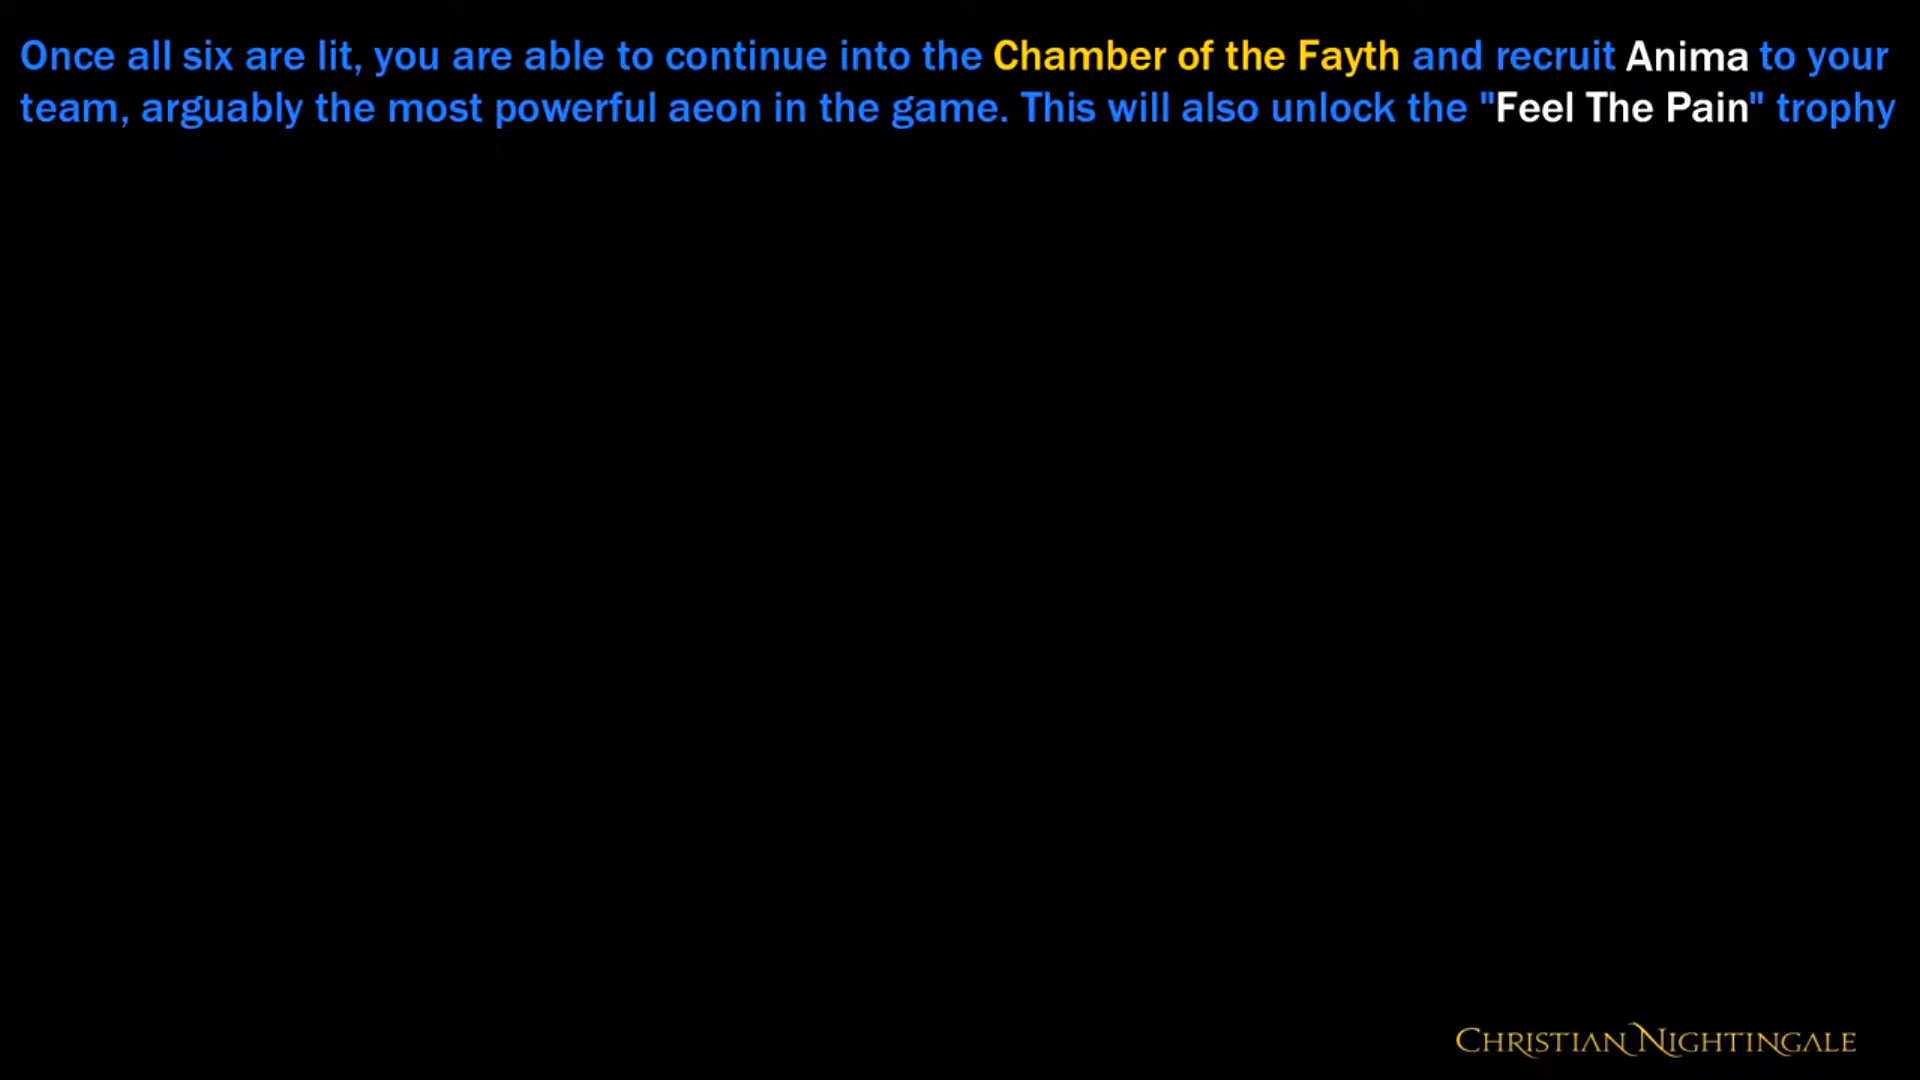 Once all six are lit, you are able to continue into the Chamber of the Fayth and recruit Anima to your
team, arguably the most powerful aeon in the game. This will also unlock the "Feel The Pain" trophy
Christian Nightingale